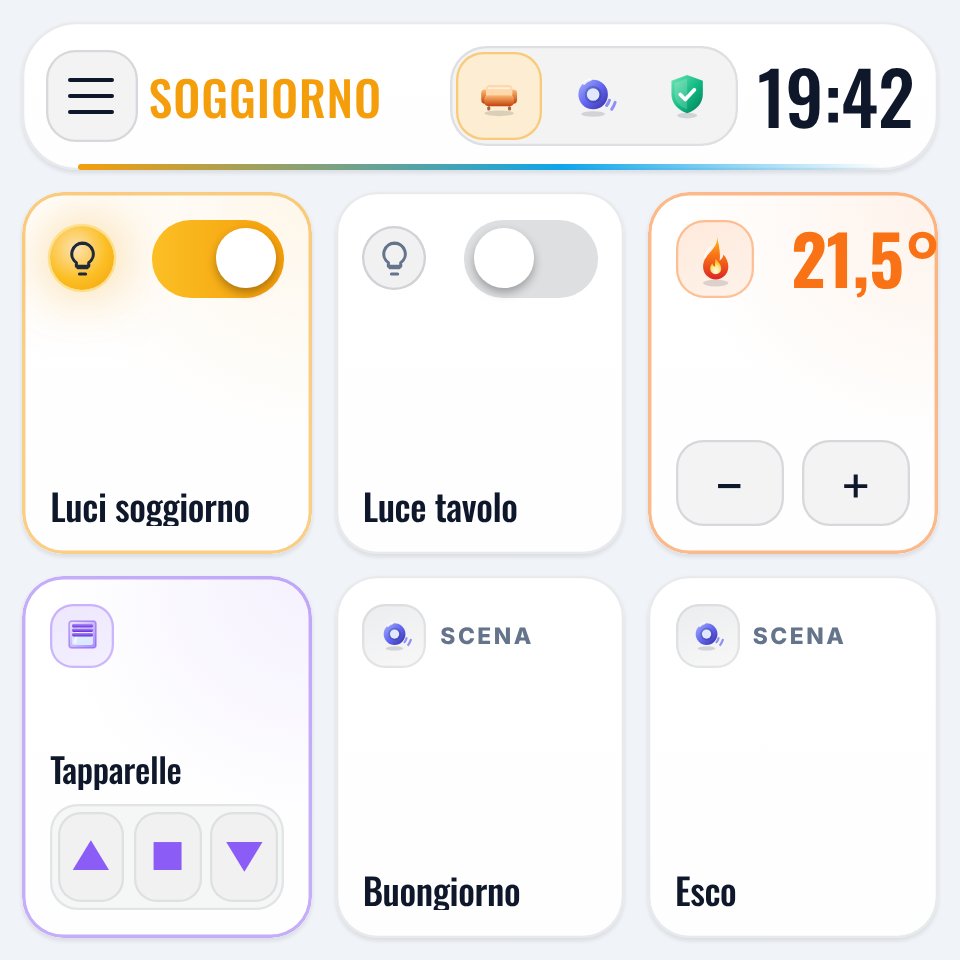 SOGGIORNO
19:42
21,5°
Luci soggiorno
Luce tavolo
− +
SCENA
SCENA
Tapparelle
Buongiorno
Esco